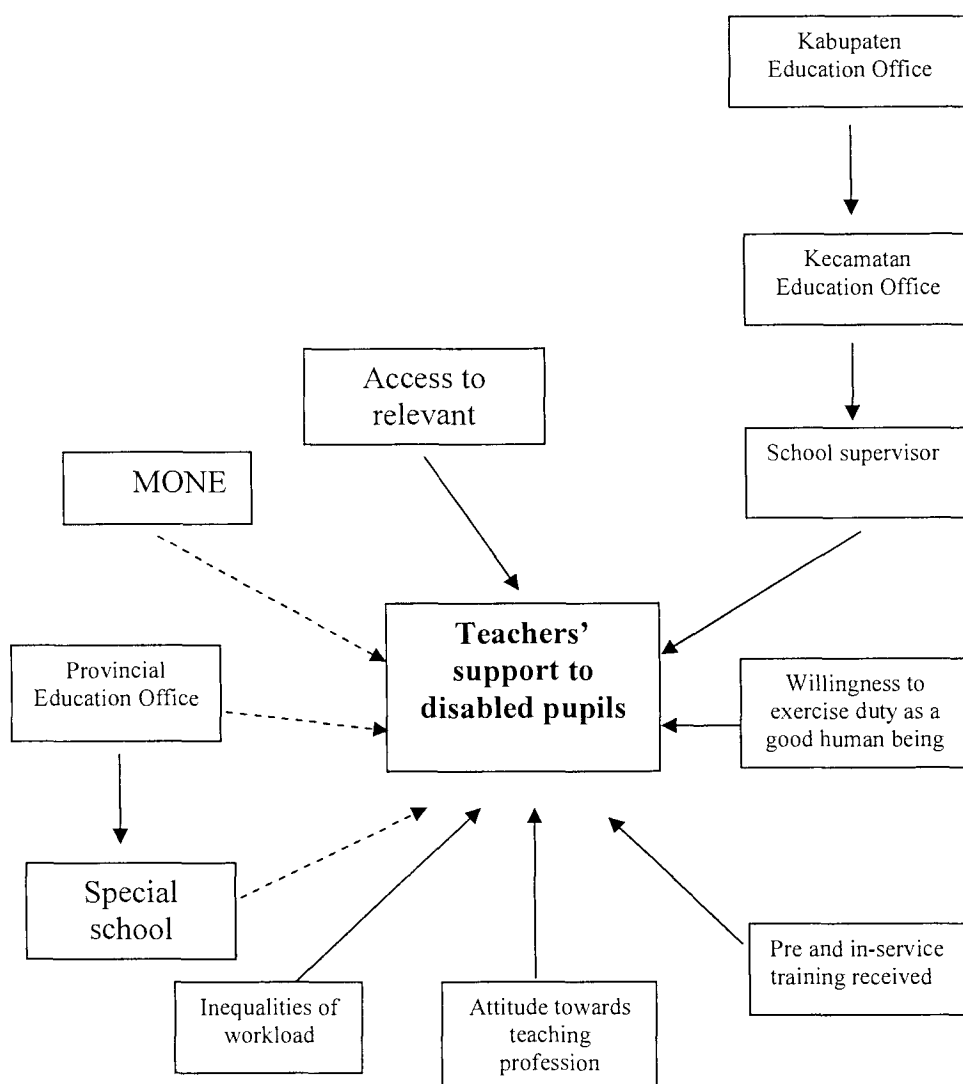 Kabupaten
Education Office
Kecamatan
Education Office
Access to
relevant
School supervisor
MONE
Teachers'
support to
disabled pupils
Provincial
Education Office
Willingness to
exercise duty as a
good human being
Special
school
Pre and in-service
training received
Inequalities of
workload
Attitude towards
teaching
profession